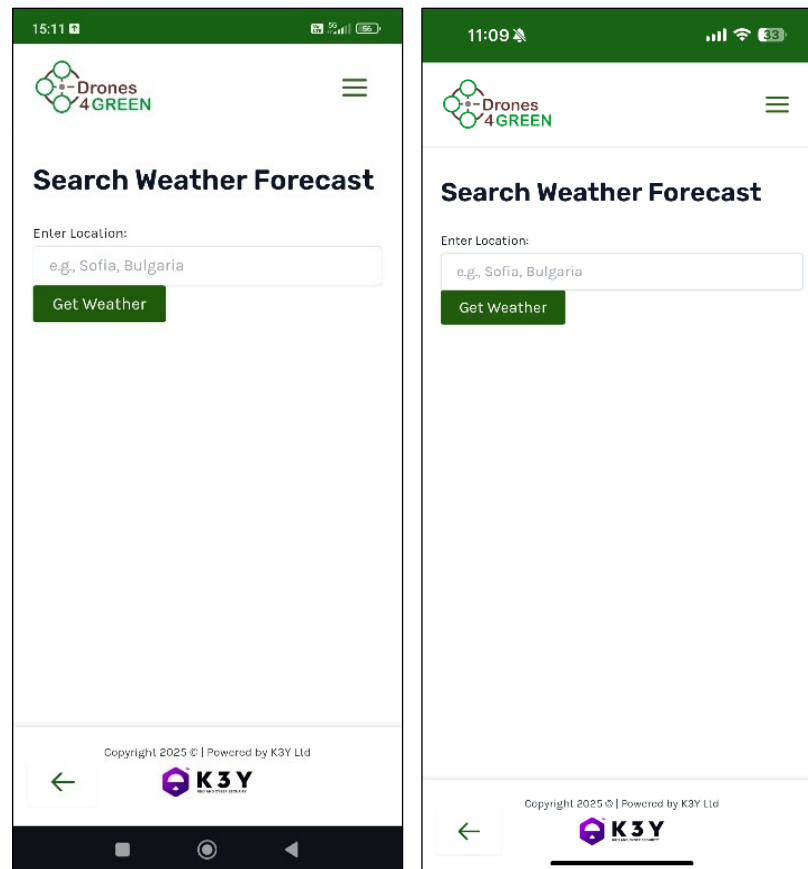 15:11
5G
56
Drones
4GREEN
Search Weather Forecast
Enter Location:
e.g., Sofia, Bulgaria
Get Weather
Copyright 2025 © | Powered by K3Y Ltd
K3Y
11:09
33
Drones
4GREEN
Search Weather Forecast
Enter Location:
e.g., Sofia, Bulgaria
Get Weather
Copyright 2025 © | Powered by K3Y Ltd
K3Y